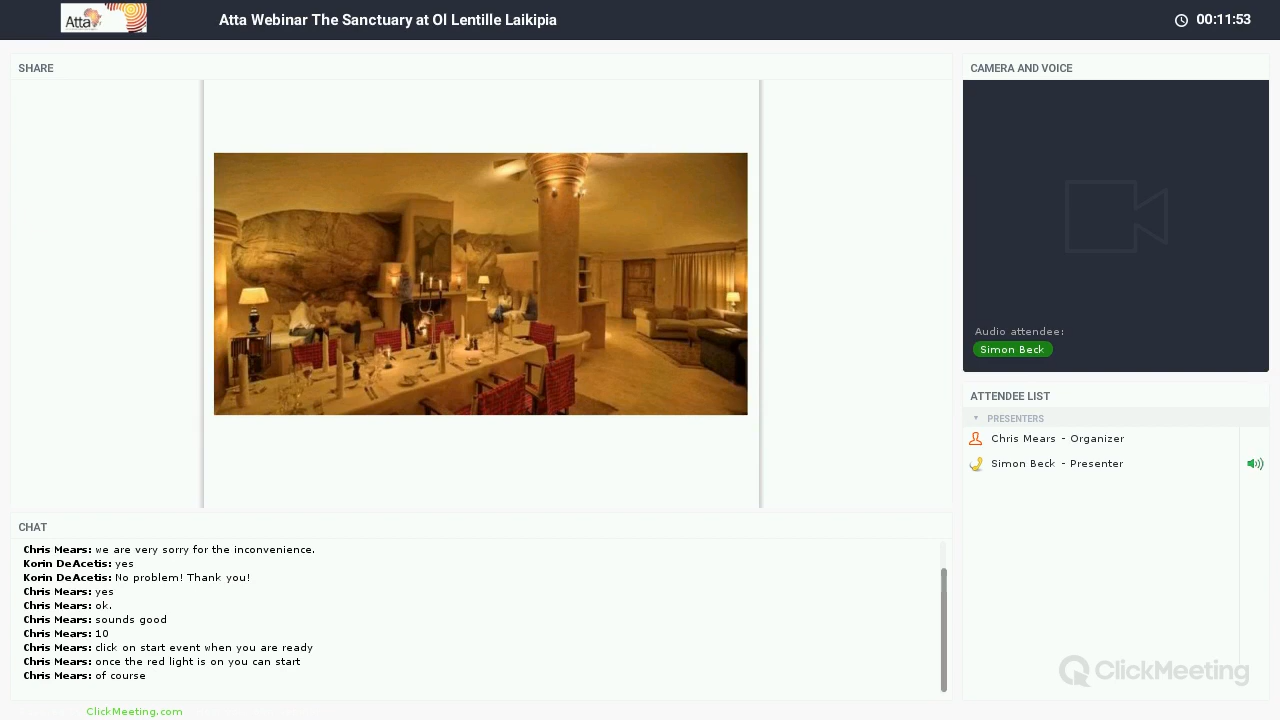 Atta
Atta Webinar The Sanctuary at Ol Lentille Laikipia
00:11:53
SHARE
CAMERA AND VOICE
Audio attendee:
Simon Beck
ATTENDEE LIST
PRESENTERS
Chris Mears - Organizer
Simon Beck - Presenter
CHAT
Chris Mears: we are very sorry for the inconvenience.
Korin DeAcetis: yes
Korin DeAcetis: No problem! Thank you!
Chris Mears: yes
Chris Mears: ok.
Chris Mears: sounds good
Chris Mears: 10
Chris Mears: click on start event when you are ready
Chris Mears: once the red light is on you can start
Chris Mears: of course
ClickMeeting
ClickMeeting.com